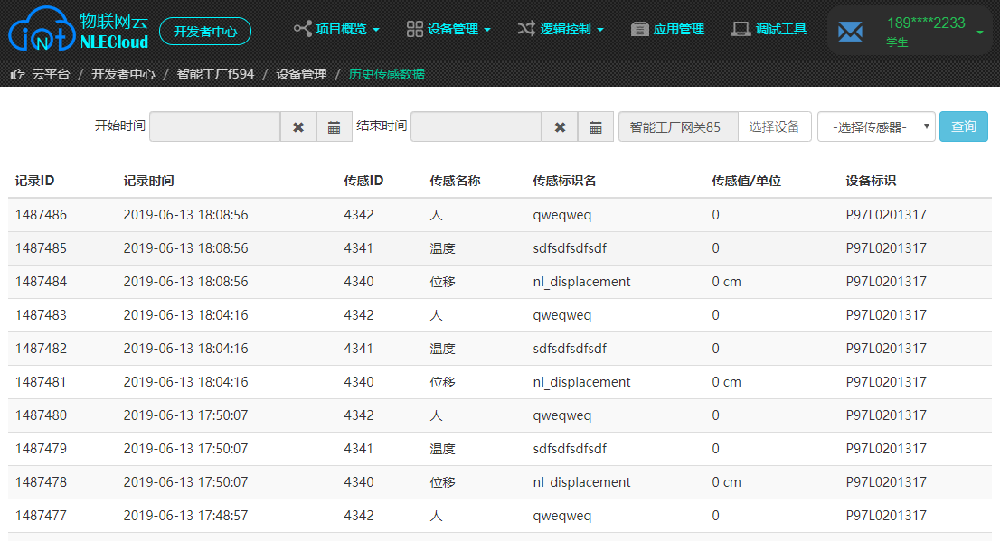 iot N 物联网云 NLECloud 开发者中心 项目概览 设备管理 逻辑控制 应用管理 调试工具 189****2233 学生
云平台 / 开发者中心 / 智能工厂f594 / 设备管理 / 历史传感数据
开始时间 结束时间 智能工厂网关85 选择设备 -选择传感器- 查询
记录ID 记录时间 传感ID 传感名称 传感标识名 传感值/单位 设备标识
1487486 2019-06-13 18:08:56 4342 人 qweqweq 0 P97L0201317
1487485 2019-06-13 18:08:56 4341 温度 sdfsdfsdfsdf 0 P97L0201317
1487484 2019-06-13 18:08:56 4340 位移 nl_displacement 0 cm P97L0201317
1487483 2019-06-13 18:04:16 4342 人 qweqweq 0 P97L0201317
1487482 2019-06-13 18:04:16 4341 温度 sdfsdfsdfsdf 0 P97L0201317
1487481 2019-06-13 18:04:16 4340 位移 nl_displacement 0 cm P97L0201317
1487480 2019-06-13 17:50:07 4342 人 qweqweq 0 P97L0201317
1487479 2019-06-13 17:50:07 4341 温度 sdfsdfsdfsdf 0 P97L0201317
1487478 2019-06-13 17:50:07 4340 位移 nl_displacement 0 cm P97L0201317
1487477 2019-06-13 17:48:57 4342 人 qweqweq 0 P97L0201317